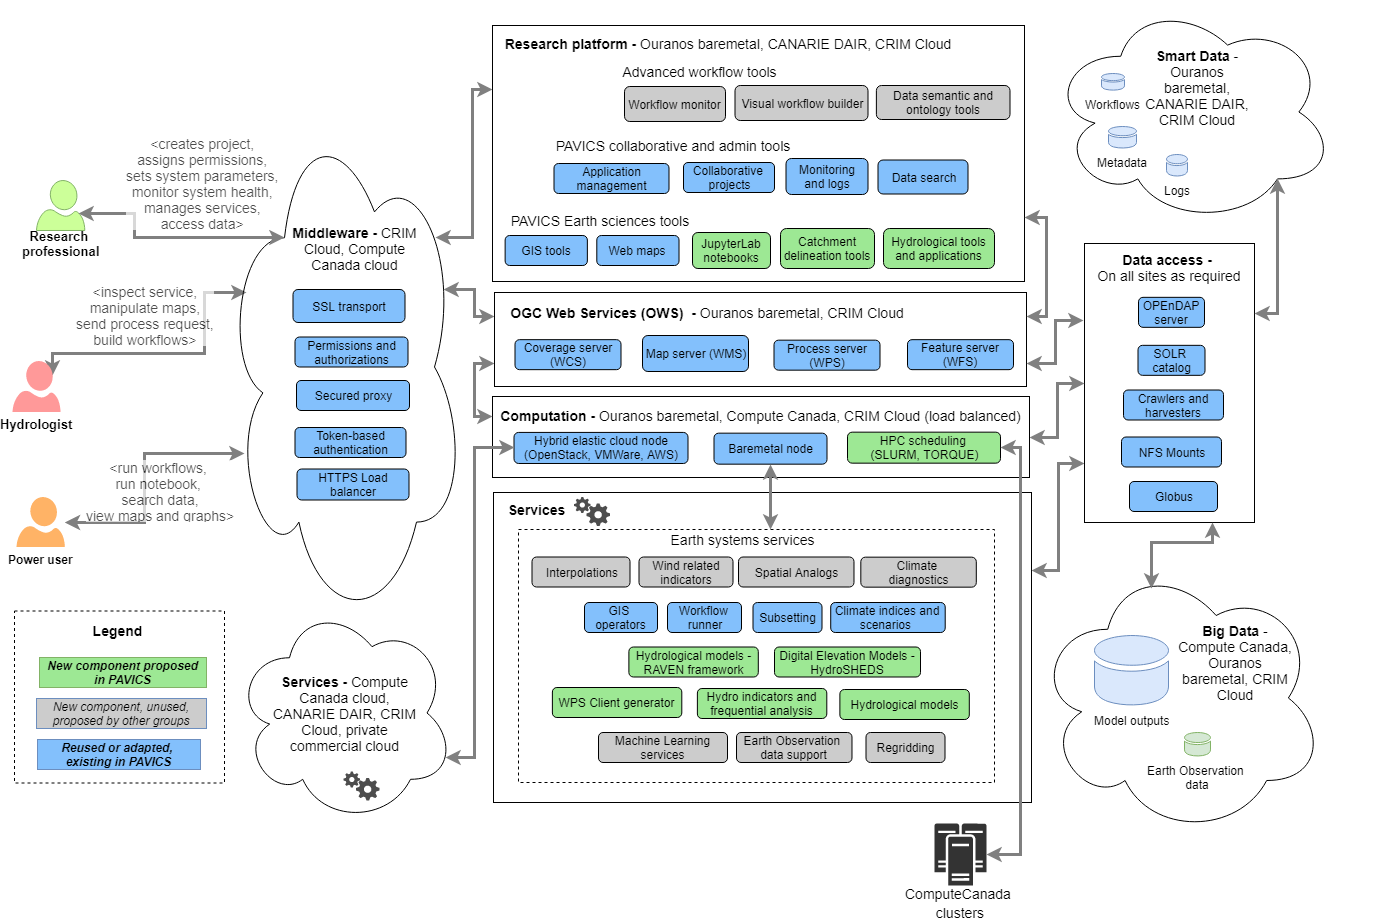 Research platform - Ouranos baremetal, CANARIE DAIR, CRIM Cloud
Advanced workflow tools
Workflow monitor
Visual workflow builder
Data semantic and
ontology tools
PAVICS collaborative and admin tools
Application
management
Collaborative
projects
Monitoring
and logs
Data search
PAVICS Earth sciences tools
GIS tools
Web maps
JupyterLab
notebooks
Catchment
delineation tools
Hydrological tools
and applications
Smart Data -
Ouranos
baremetal,
CANARIE DAIR,
CRIM Cloud
Workflows
Metadata
Logs
<creates project,
assigns permissions,
sets system parameters,
monitor system health,
manages services,
access data>
Research
professional
<inspect service,
manipulate maps,
send process request,
build workflows>
Hydrologist
<run workflows,
run notebook,
search data,
view maps and graphs>
Power user
Middleware - CRIM
Cloud, Compute
Canada cloud
SSL transport
Permissions and
authorizations
Secured proxy
Token-based
authentication
HTTPS Load
balancer
OGC Web Services (OWS) - Ouranos baremetal, CRIM Cloud
Coverage server
(WCS)
Map server (WMS)
Process server
(WPS)
Feature server
(WFS)
Computation - Ouranos baremetal, Compute Canada, CRIM Cloud (load balanced)
Hybrid elastic cloud node
(OpenStack, VMWare, AWS)
Baremetal node
HPC scheduling
(SLURM, TORQUE)
Data access -
On all sites as required
OPEnDAP
server
SOLR
catalog
Crawlers and
harvesters
NFS Mounts
Globus
Services
Earth systems services
Interpolations
Wind related
indicators
Spatial Analogs
Climate
diagnostics
GIS
operators
Workflow
runner
Subsetting
Climate indices and
scenarios
Hydrological models -
RAVEN framework
Digital Elevation Models -
HydroSHEDS
WPS Client generator
Hydro indicators and
frequential analysis
Hydrological models
Machine Learning
services
Earth Observation
data support
Regridding
Legend
New component proposed
in PAVICS
New component, unused,
proposed by other groups
Reused or adapted,
existing in PAVICS
Services - Compute
Canada cloud,
CANARIE DAIR, CRIM
Cloud, private
commercial cloud
Big Data -
Compute Canada,
Ouranos
baremetal, CRIM
Cloud
Model outputs
Earth Observation
data
ComputeCanada
clusters